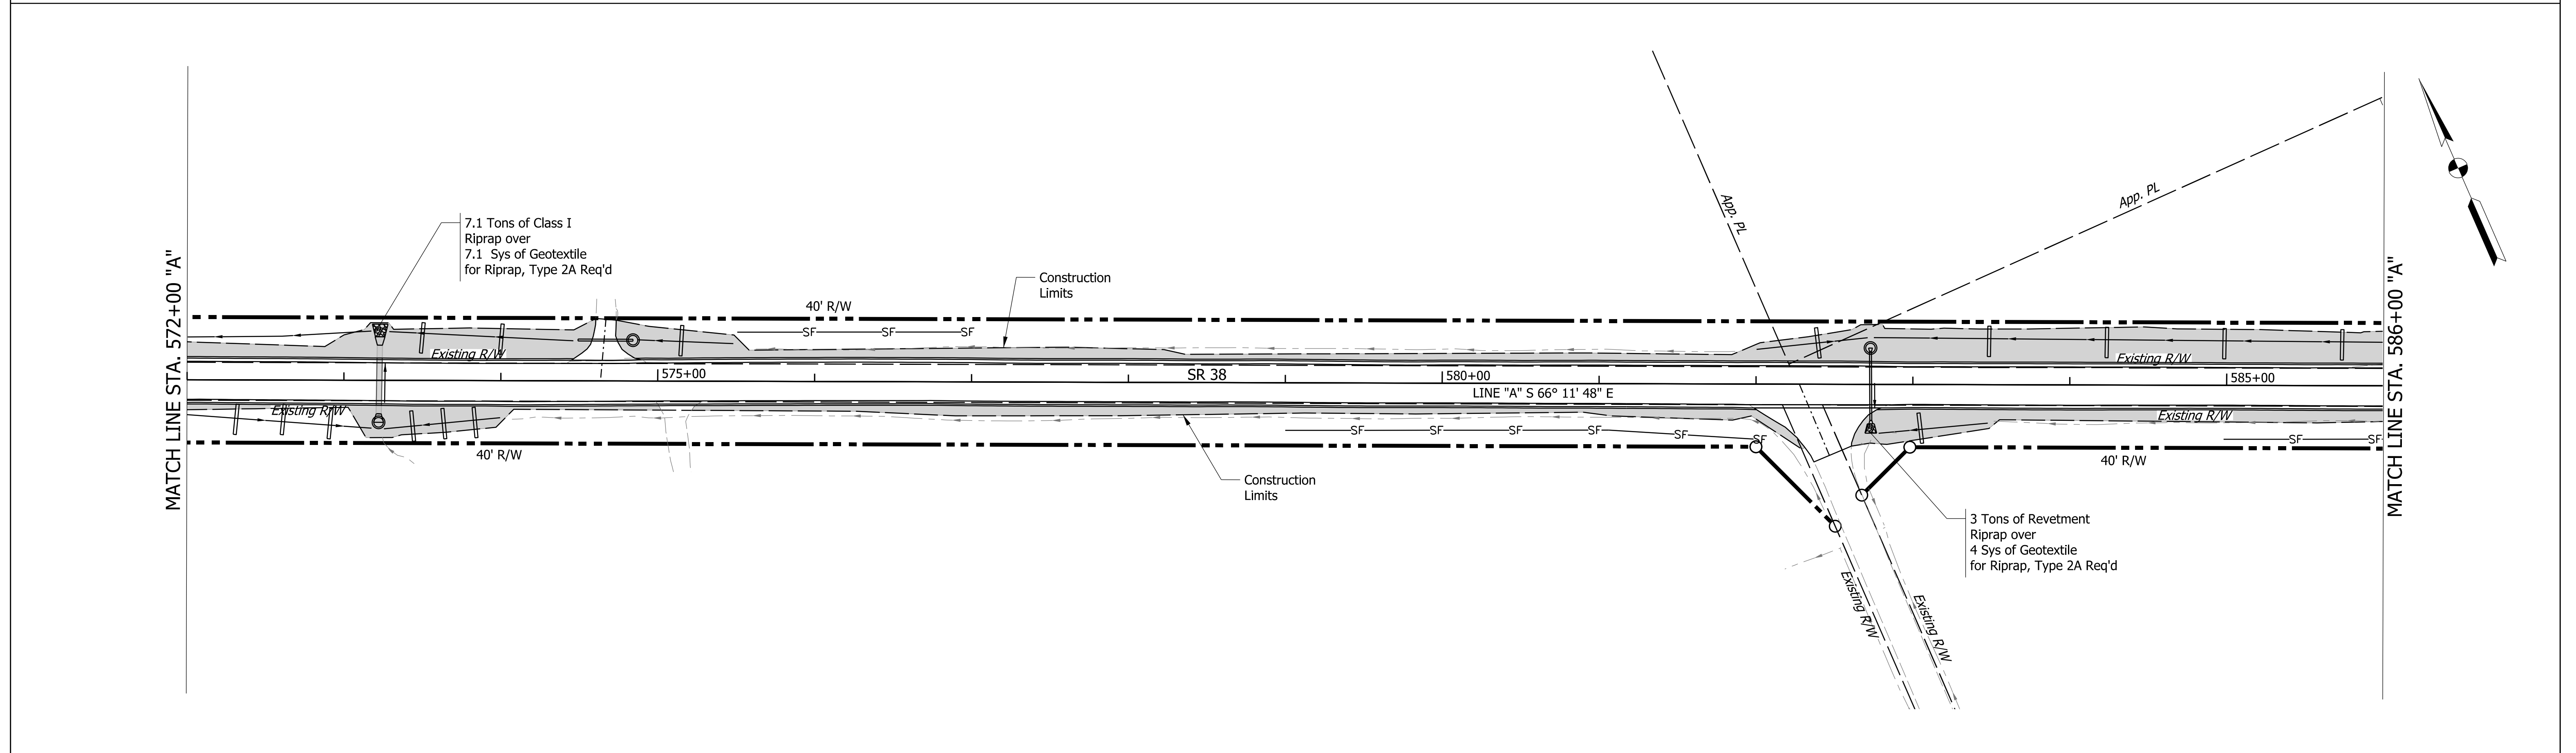 7.1 Tons of Class I
Riprap over
7.1  Sys of Geotextile
for Riprap, Type 2A Req'd
Construction
Limits
App. PL
App. PL
MATCH LINE STA. 572+00 "A"
MATCH LINE STA. 586+00 "A"
40' R/W
SF
SF
SF
Existing R/W
Existing R/W
575+00
SR 38
580+00
585+00
LINE "A" S 66° 11' 48" E
Existing R/W
Existing R/W
SF
SF
SF
SF
SF
SF
SF
SF
40' R/W
40' R/W
Construction
Limits
3 Tons of Revetment
Riprap over
4 Sys of Geotextile
for Riprap, Type 2A Req'd
Existing R/W
Existing R/W